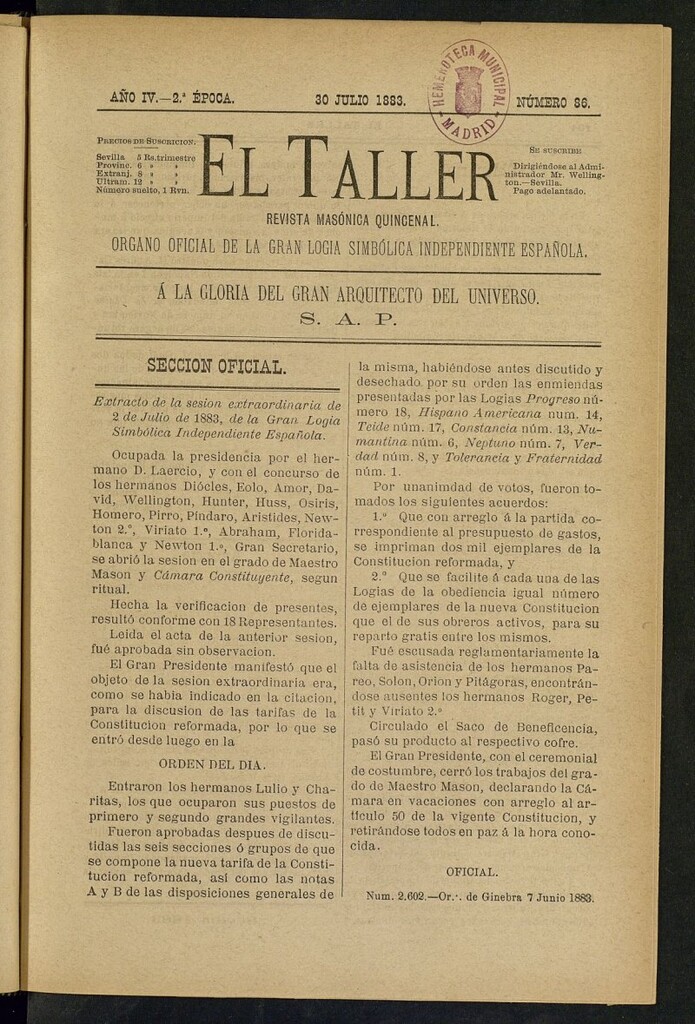 AÑO IV.—2.ª ÉPOCA.
30 JULIO 1883.
NÚMERO 86.
HEMEROTECA MUNICIPAL
MADRID
PRECIOS DE SUSCRICION:
Sevilla 5 Rs. trimestre
Provinc. 6 » »
Extranj. 8 » »
Ultram. 12 » »
Número suelto, 1 Rvn.
EL TALLER
SE SUSCRIBE
Dirigiéndose al Admi-
nistrador Mr. Welling-
ton.—Sevilla.
Pago adelantado.
REVISTA MASÓNICA QUINCENAL.
ORGANO OFICIAL DE LA GRAN LOGIA SIMBÓLICA INDEPENDIENTE ESPAÑOLA.
Á LA GLORIA DEL GRAN ARQUITECTO DEL UNIVERSO.
S. A. P.
SECCION OFICIAL.
Extracto de la sesion extraordinaria de
2 de Julio de 1883, de la Gran Logia
Simbólica Independiente Española.
Ocupada la presidencia por el her-
mano D. Laercio, y con el concurso de
los hermanos Diócles, Eolo, Amor, Da-
vid, Wellington, Hunter, Huss, Osiris,
Homero, Pirro, Píndaro, Aristides, New-
ton 2.º, Viriato 1.º, Abraham, Florida-
blanca y Newton 1.º, Gran Secretario,
se abrió la sesion en el grado de Maestro
Mason y Cámara Constituyente, segun
ritual.
Hecha la verificacion de presentes,
resultó conforme con 18 Representantes.
Leida el acta de la anterior sesion,
fué aprobada sin observacion.
El Gran Presidente manifestó que el
objeto de la sesion extraordinaria era,
como se habia indicado en la citacion,
para la discusion de las tarifas de la
Constitucion reformada, por lo que se
entró desde luego en la
ORDEN DEL DIA.
Entraron los hermanos Lulio y Cha-
ritas, los que ocuparon sus puestos de
primero y segundo grandes vigilantes.
Fueron aprobadas despues de discu-
tidas las seis secciones ó grupos de que
se compone la nueva tarifa de la Consti-
tucion reformada, así como las notas
A y B de las disposiciones generales de
la misma, habiéndose antes discutido y
desechado por su orden las enmiendas
presentadas por las Logias Progreso nú-
mero 18, Hispano Americana num. 14,
Teide núm. 17, Constancia núm. 13, Nu-
mantina núm. 6, Neptuno núm. 7, Ver-
dad núm. 8, y Tolerancia y Fraternidad
núm. 1.
Por unanimdad de votos, fueron to-
mados los siguientes acuerdos:
1.º Que con arreglo á la partida co-
rrespondiente al presupuesto de gastos,
se impriman dos mil ejemplares de la
Constitucion reformada, y
2.º Que se facilite á cada una de las
Logias de la obediencia igual número
de ejemplares de la nueva Constitucion
que el de sus obreros activos, para su
reparto gratis entre los mismos.
Fué escusada reglamentariamente la
falta de asistencia de los hermanos Pa-
reo, Solon, Orion y Pitágoras, encontrán-
dose ausentes los hermanos Roger, Pe-
tit y Viriato 2.º
Circulado el Saco de Beneficencia,
pasó su producto al respectivo cofre.
El Gran Presidente, con el ceremonial
de costumbre, cerró los trabajos del gra-
do de Maestro Mason, declarando la Cá-
mara en vacaciones con arreglo al ar-
tículo 50 de la vigente Constitucion, y
retirándose todos en paz á la hora cono-
cida.
OFICIAL.
Num. 2.602.—Or.·. de Ginebra 7 Junio 1883.